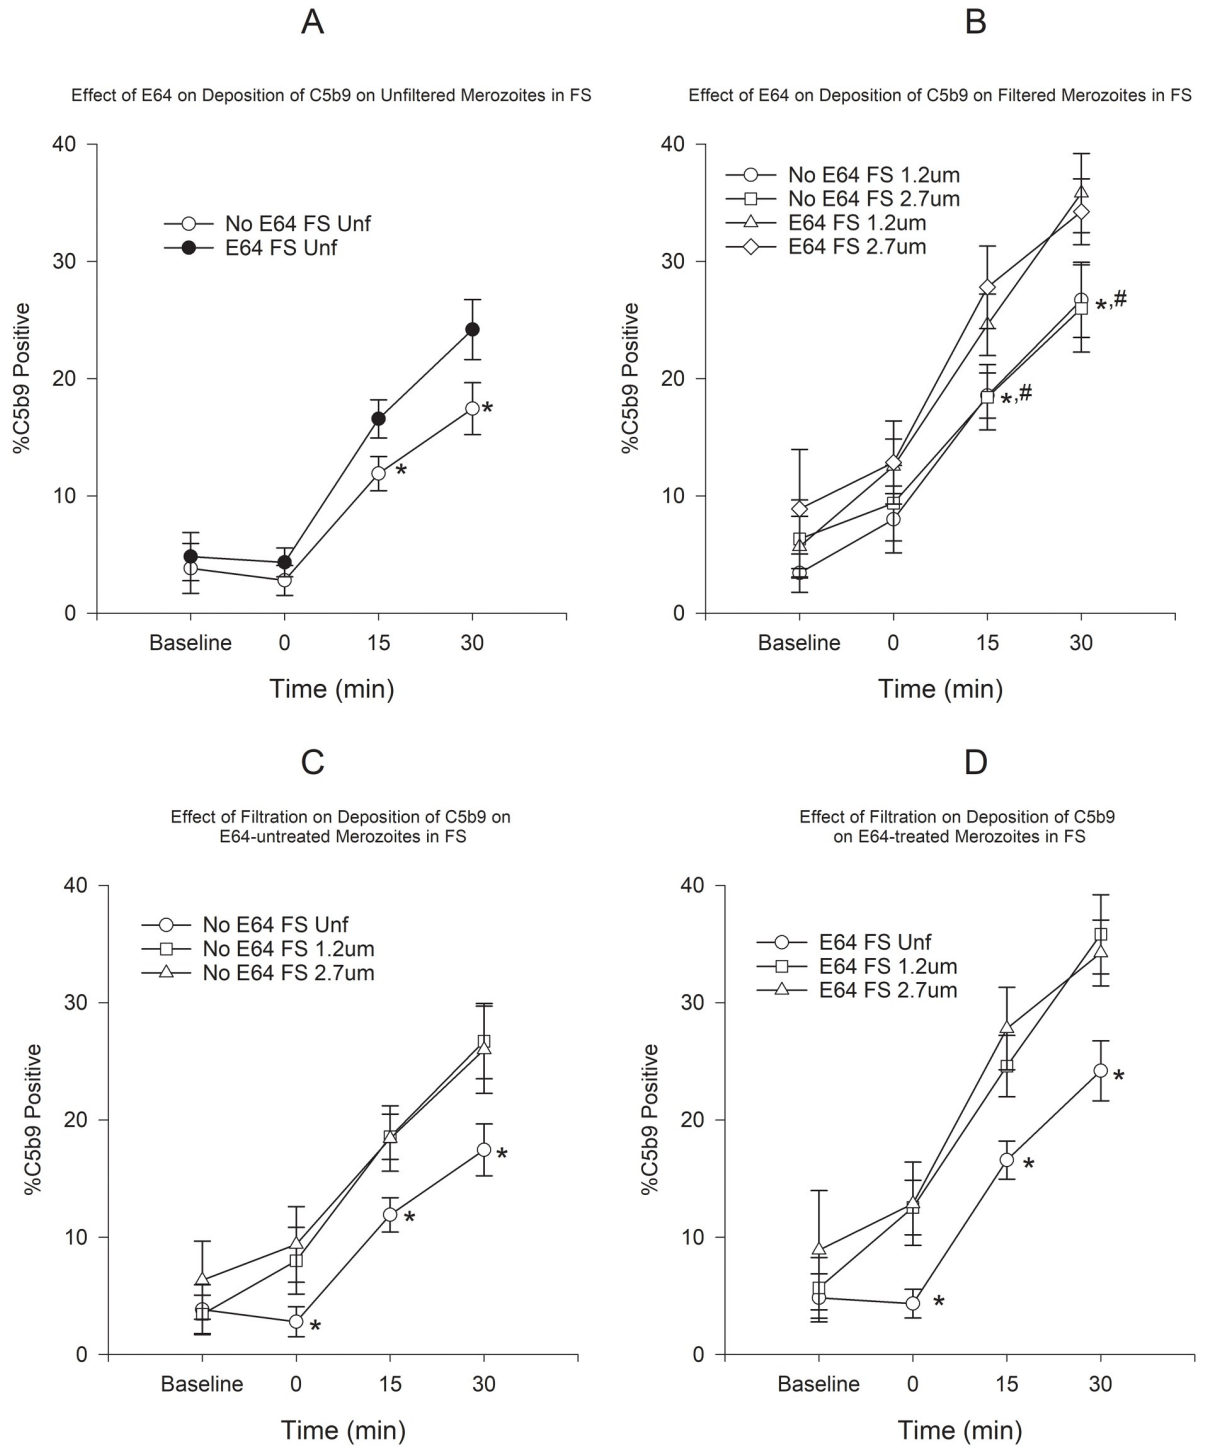 A
Effect of E64 on Deposition of C5b9 on Unfiltered Merozoites in FS
40
30
20
10
0
%C5b9 Positive
No E64 FS Unf
E64 FS Unf
*
*
Baseline 0 15 30
Time (min)
B
Effect of E64 on Deposition of C5b9 on Filtered Merozoites in FS
40
30
20
10
0
%C5b9 Positive
No E64 FS 1.2um
No E64 FS 2.7um
E64 FS 1.2um
E64 FS 2.7um
*,#
*,#
Baseline 0 15 30
Time (min)
C
Effect of Filtration on Deposition of C5b9 on
E64-untreated Merozoites in FS
40
30
20
10
0
%C5b9 Positive
No E64 FS Unf
No E64 FS 1.2um
No E64 FS 2.7um
*
*
*
Baseline 0 15 30
Time (min)
D
Effect of Filtration on Deposition of C5b9
on E64-treated Merozoites in FS
40
30
20
10
0
%C5b9 Positive
E64 FS Unf
E64 FS 1.2um
E64 FS 2.7um
*
*
*
Baseline 0 15 30
Time (min)